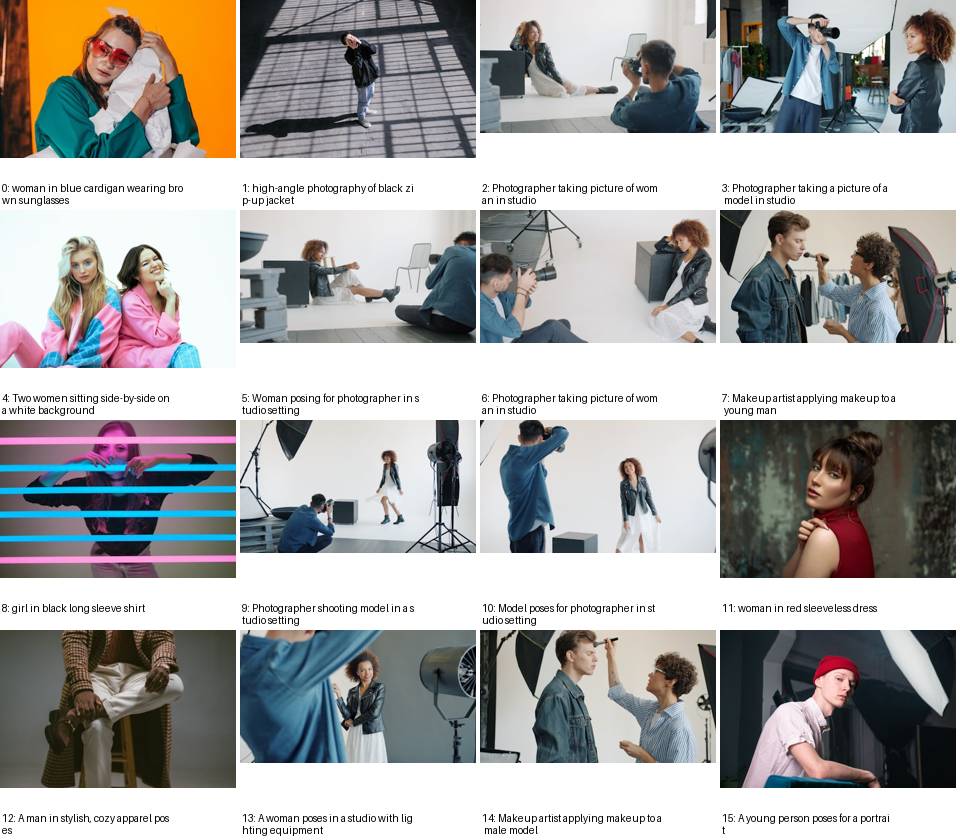 0: woman in blue cardigan wearing bro
wn sunglasses
1: high-angle photography of black zi
p-up jacket
2: Photographer taking picture of wom
an in studio
3: Photographer taking a picture of a
model in studio
4: Two women sitting side-by-side on
a white background
5: Woman posing for photographer in s
tudio setting
6: Photographer taking picture of wom
an in studio
7: Makeup artist applying makeup to a
young man
8: girl in black long sleeve shirt
9: Photographer shooting model in a s
tudio setting
10: Model poses for photographer in st
udio setting
11: woman in red sleeveless dress
12: A man in stylish, cozy apparel pos
es
13: A woman poses in a studio with lig
hting equipment
14: Makeup artist applying makeup to a
male model
15: A young person poses for a portrai
t